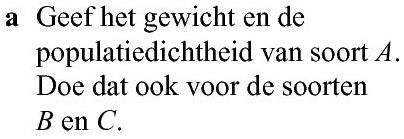 a Geef het gewicht en de
populatiedichtheid van soort A.
Doe dat ook voor de soorten
B en C.